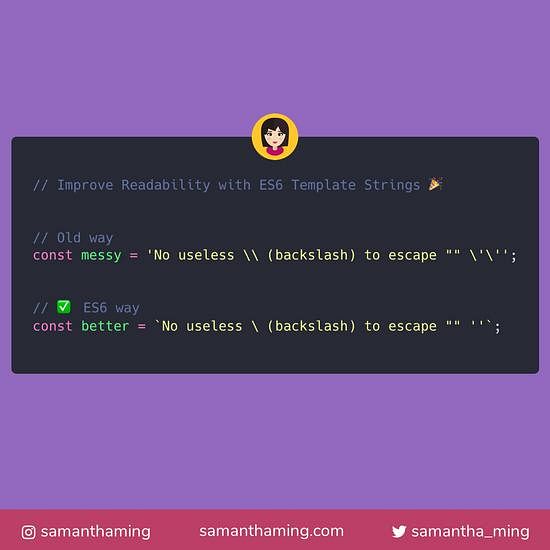 // Improve Readability with ES6 Template Strings 🎉
// Old way
const messy = 'No useless \\ (backslash) to escape "" \'\'';
// ✅ ES6 way
const better = `No useless \ (backslash) to escape "" ''`;
samanthaming
samanthaming.com
samantha_ming